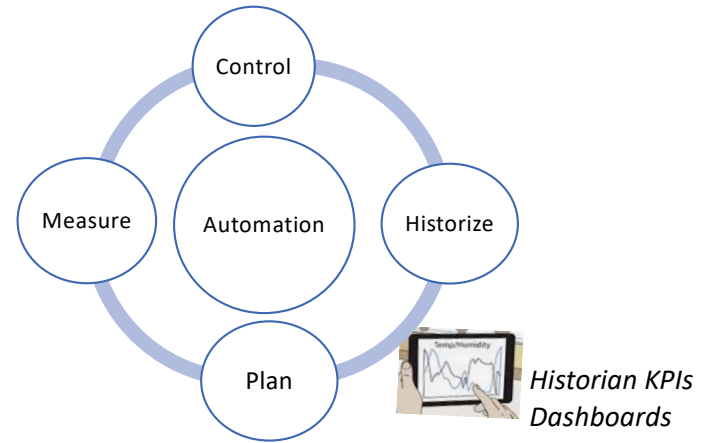 Control
Measure
Automation
Historize
Plan
Temp/Humidity
Historian KPIs
Dashboards